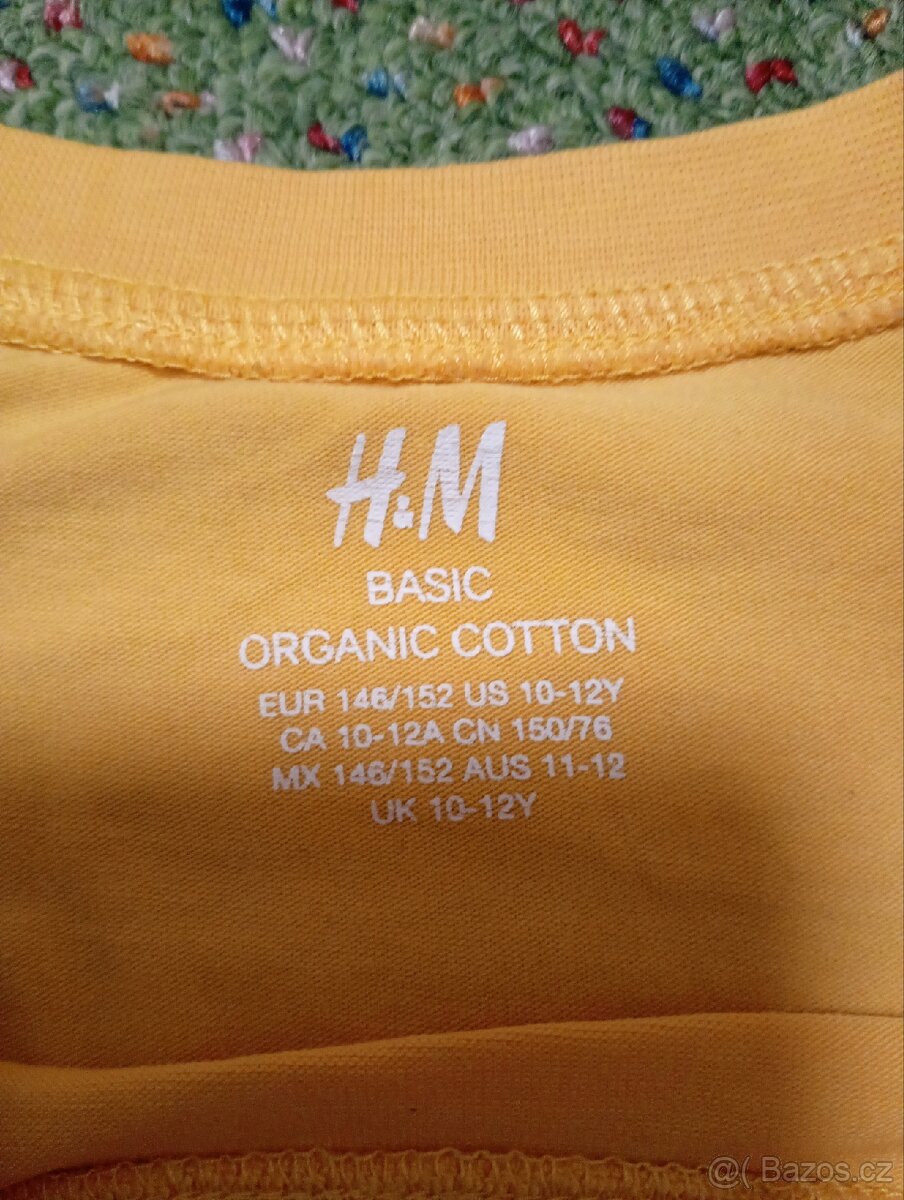 H&M
BASIC
ORGANIC COTTON
EUR 146/152 US 10-12Y
CA 10-12A CN 150/76
MX 146/152 AUS 11-12
UK 10-12Y
@( Bazos.cz